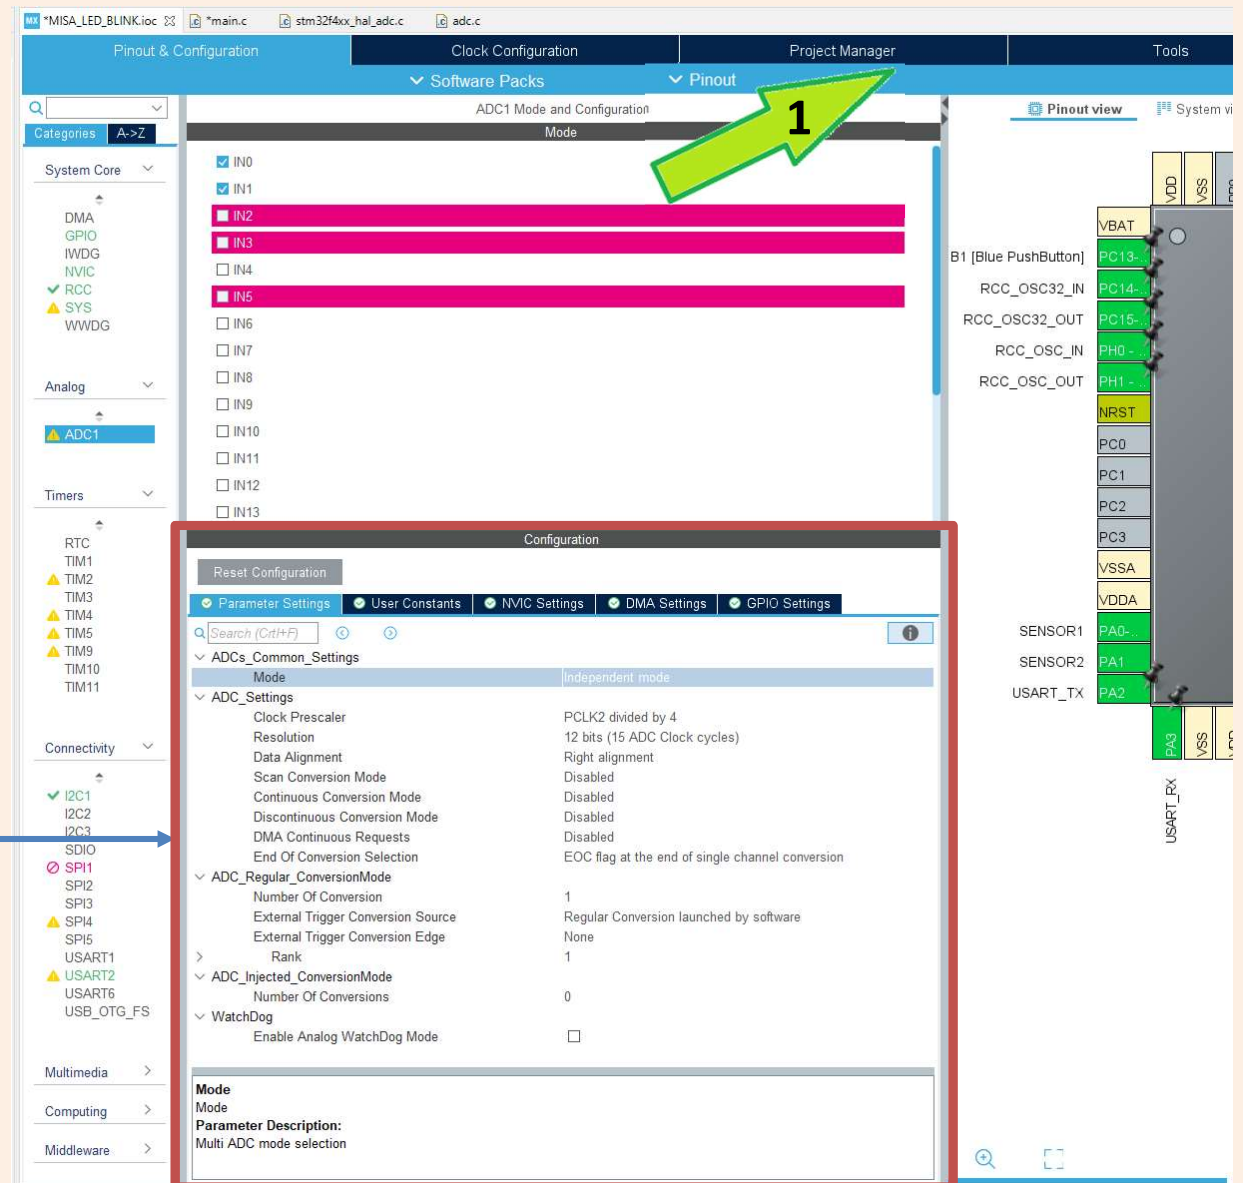 MX *MISA_LED_BLINK.ioc
*main.c
stm32f4xx_hal_adc.c
adc.c
Pinout & Configuration
Clock Configuration
Project Manager
Tools
Software Packs
Pinout
1
Categories
A->Z
System Core
DMA
GPIO
IWDG
NVIC
RCC
SYS
WWDG
Analog
ADC1
Timers
RTC
TIM1
TIM2
TIM3
TIM4
TIM5
TIM9
TIM10
TIM11
Connectivity
I2C1
I2C2
I2C3
SDIO
SPI1
SPI2
SPI3
SPI4
SPI5
USART1
USART2
USART6
USB_OTG_FS
Multimedia
Computing
Middleware
ADC1 Mode and Configuration
Mode
IN0
IN1
IN2
IN3
IN4
IN5
IN6
IN7
IN8
IN9
IN10
IN11
IN12
IN13
Configuration
Reset Configuration
Parameter Settings
User Constants
NVIC Settings
DMA Settings
GPIO Settings
Search (Crtl+F)
ADCs_Common_Settings
Mode Independent mode
ADC_Settings
Clock Prescaler PCLK2 divided by 4
Resolution 12 bits (15 ADC Clock cycles)
Data Alignment Right alignment
Scan Conversion Mode Disabled
Continuous Conversion Mode Disabled
Discontinuous Conversion Mode Disabled
DMA Continuous Requests Disabled
End Of Conversion Selection EOC flag at the end of single channel conversion
ADC_Regular_ConversionMode
Number Of Conversion 1
External Trigger Conversion Source Regular Conversion launched by software
External Trigger Conversion Edge None
Rank 1
ADC_Injected_ConversionMode
Number Of Conversions 0
WatchDog
Enable Analog WatchDog Mode
Mode
Mode
Parameter Description:
Multi ADC mode selection
Pinout view
System vi
VDD
VSS
VBAT
B1 [Blue PushButton] PC13-..
RCC_OSC32_IN PC14-..
RCC_OSC32_OUT PC15-..
RCC_OSC_IN PH0 - ..
RCC_OSC_OUT PH1 - ..
NRST
PC0
PC1
PC2
PC3
VSSA
VDDA
SENSOR1 PA0-..
SENSOR2 PA1
USART_TX PA2
PA3
VSS
VDD
USART_RX